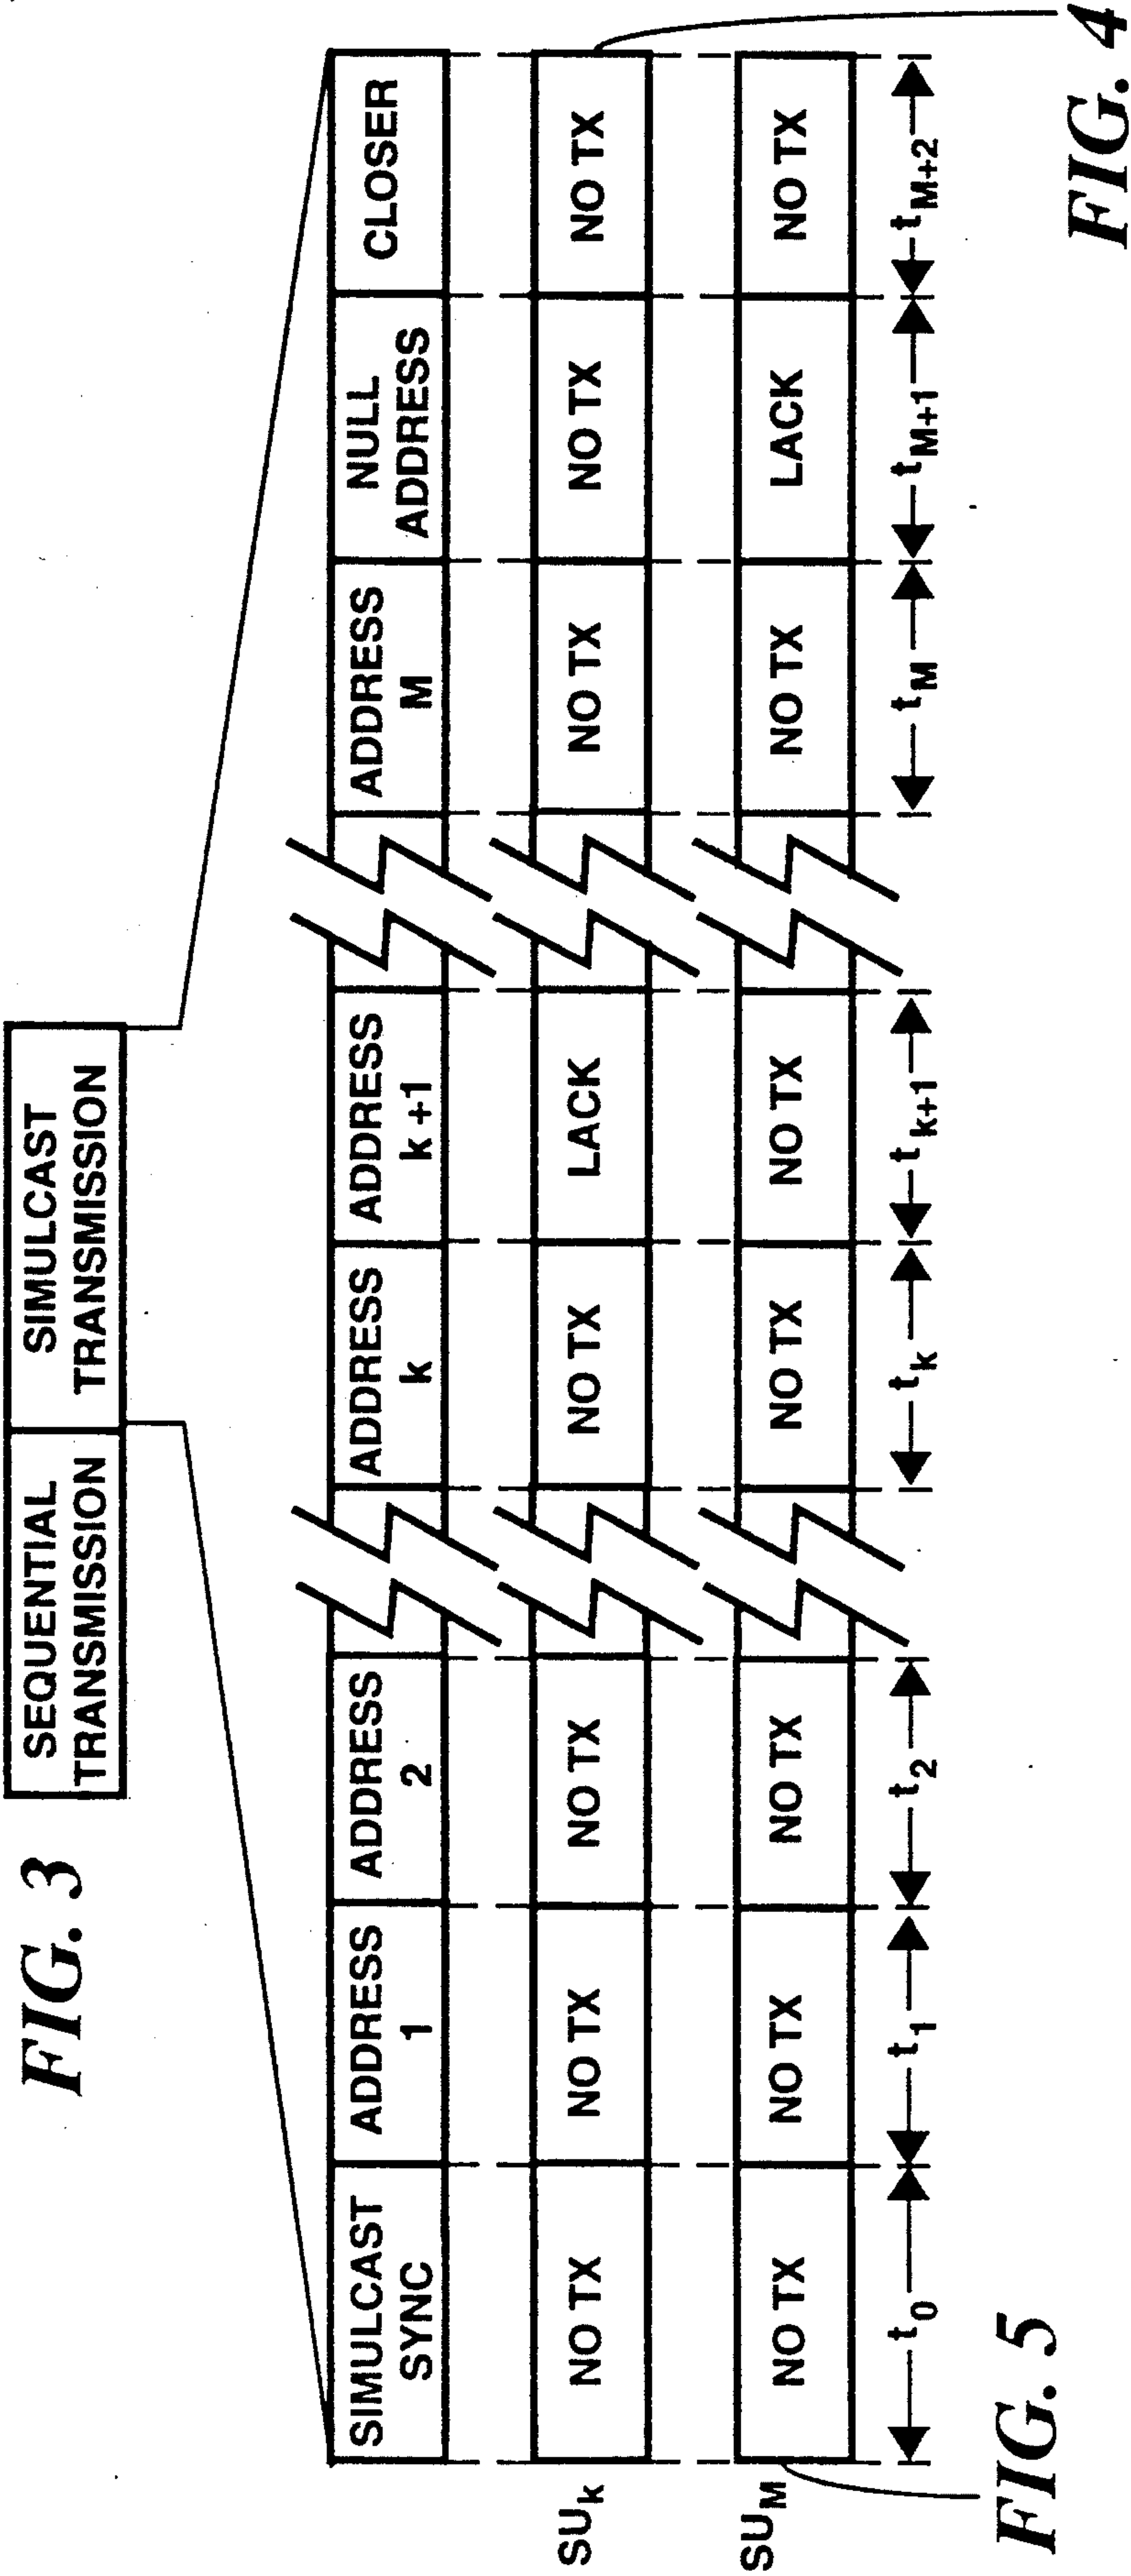 FIG. 3
SEQUENTIAL
TRANSMISSION
SIMULCAST
TRANSMISSION
SIMULCAST
SYNC
ADDRESS
1
ADDRESS
2
ADDRESS
k
ADDRESS
k+1
ADDRESS
M
NULL
ADDRESS
CLOSER
SUk
NO TX
NO TX
NO TX
NO TX
LACK
NO TX
NO TX
NO TX
SUM
NO TX
NO TX
NO TX
NO TX
NO TX
NO TX
LACK
NO TX
t0
t1
t2
tk
tk+1
tM
tM+1
tM+2
FIG. 5
FIG. 4